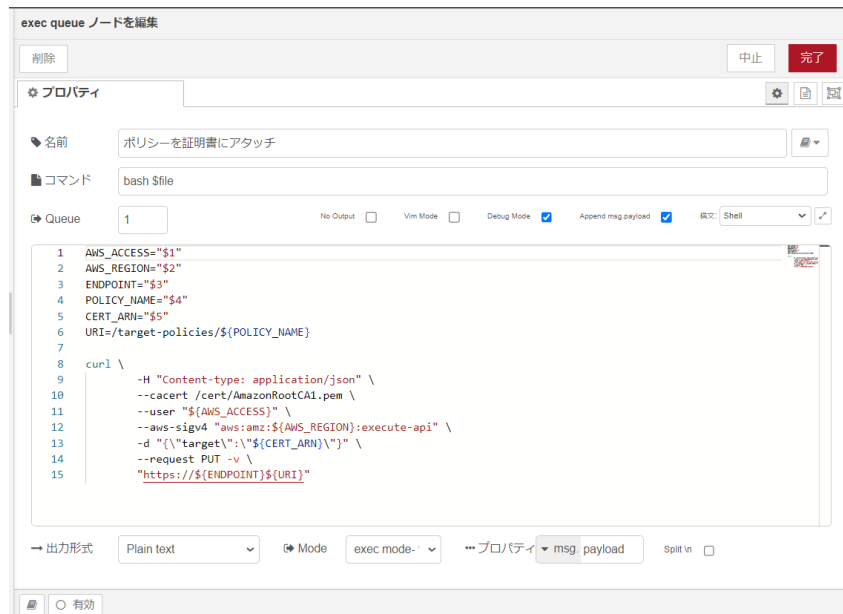 exec queue ノードを編集
削除 中止 完了
プロパティ
名前 ポリシーを証明書にアタッチ
コマンド bash $file
Queue 1 No Output Vim Mode Debug Mode Append msg.payload 構文: Shell
1 AWS_ACCESS="$1"
2 AWS_REGION="$2"
3 ENDPOINT="$3"
4 POLICY_NAME="$4"
5 CERT_ARN="$5"
6 URI=/target-policies/${POLICY_NAME}
7
8 curl \
9 -H "Content-type: application/json" \
10 --cacert /cert/AmazonRootCA1.pem \
11 --user "${AWS_ACCESS}" \
12 --aws-sigv4 "aws:amz:${AWS_REGION}:execute-api" \
13 -d "{\"target\":\"${CERT_ARN}\"}" \
14 --request PUT -v \
15 "https://${ENDPOINT}${URI}"
出力形式 Plain text Mode exec mode- プロパティ msg. payload Split \n
有効